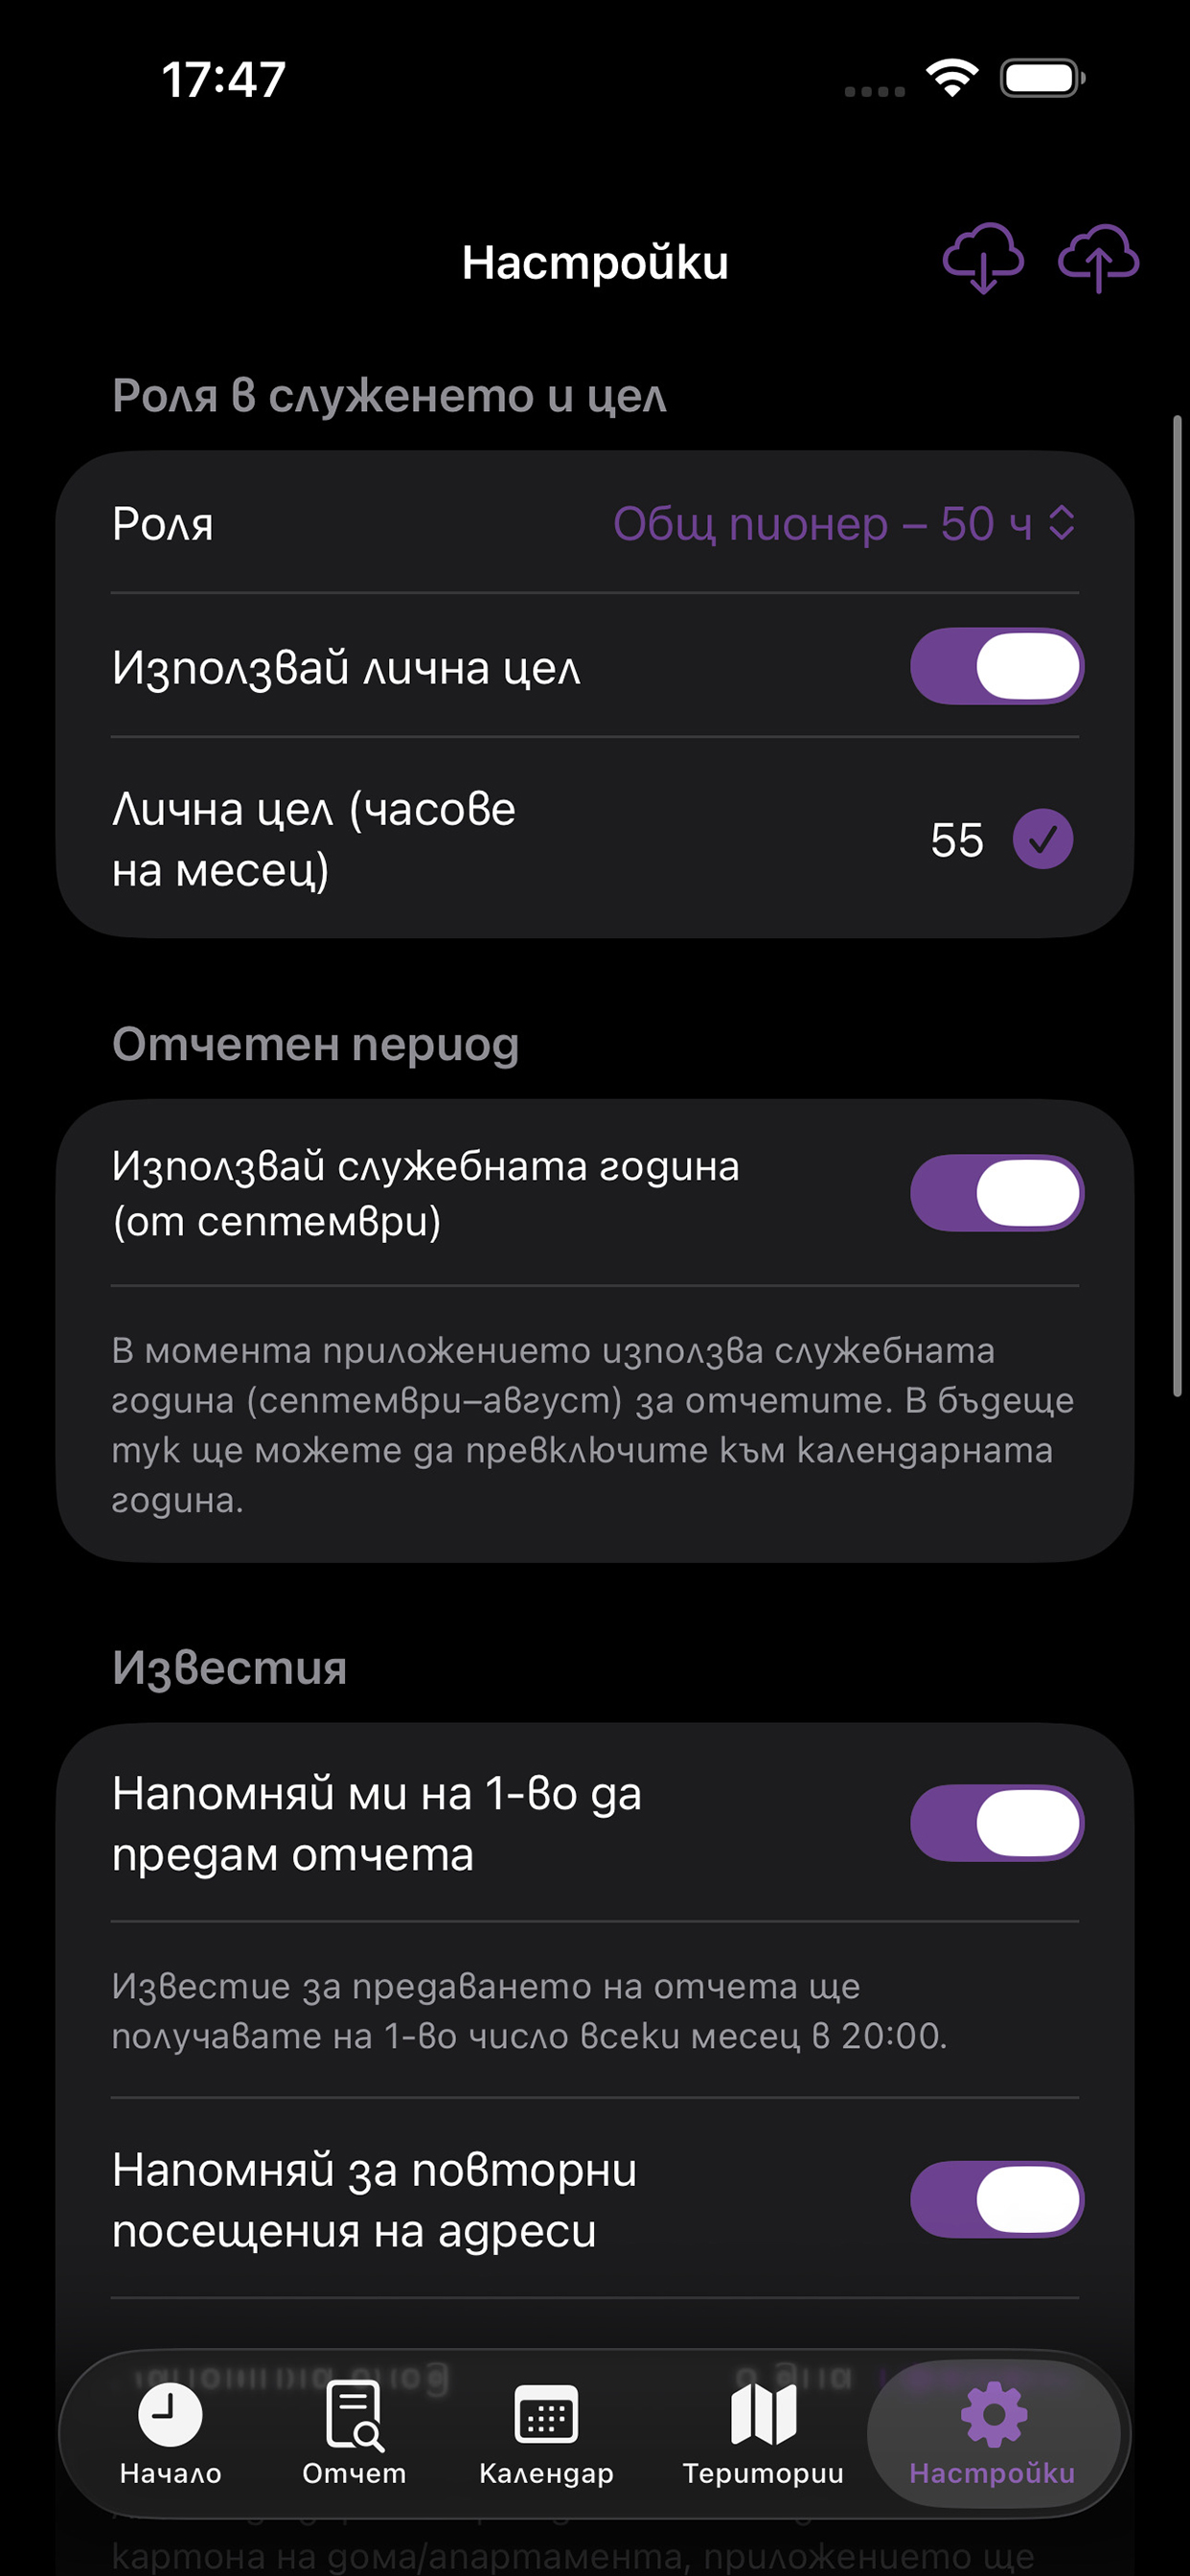 17:47
Настройки
Роля в служенето и цел
Роля
Общ пионер – 50 ч
Използвай лична цел
Лична цел (часове
на месец)
55
Отчетен период
Използвай служебната година
(от септември)
В момента приложението използва служебната
година (септември–август) за отчетите. В бъдеще
тук ще можете да превключите към календарната
година.
Известия
Напомняй ми на 1-во да
предам отчета
Известие за предаването на отчета ще
получавате на 1-во число всеки месец в 20:00.
Напомняй за повторни
посещения на адреси
Начало
Отчет
Календар
Територии
Настройки
картона на дома/апартамента, приложението ще